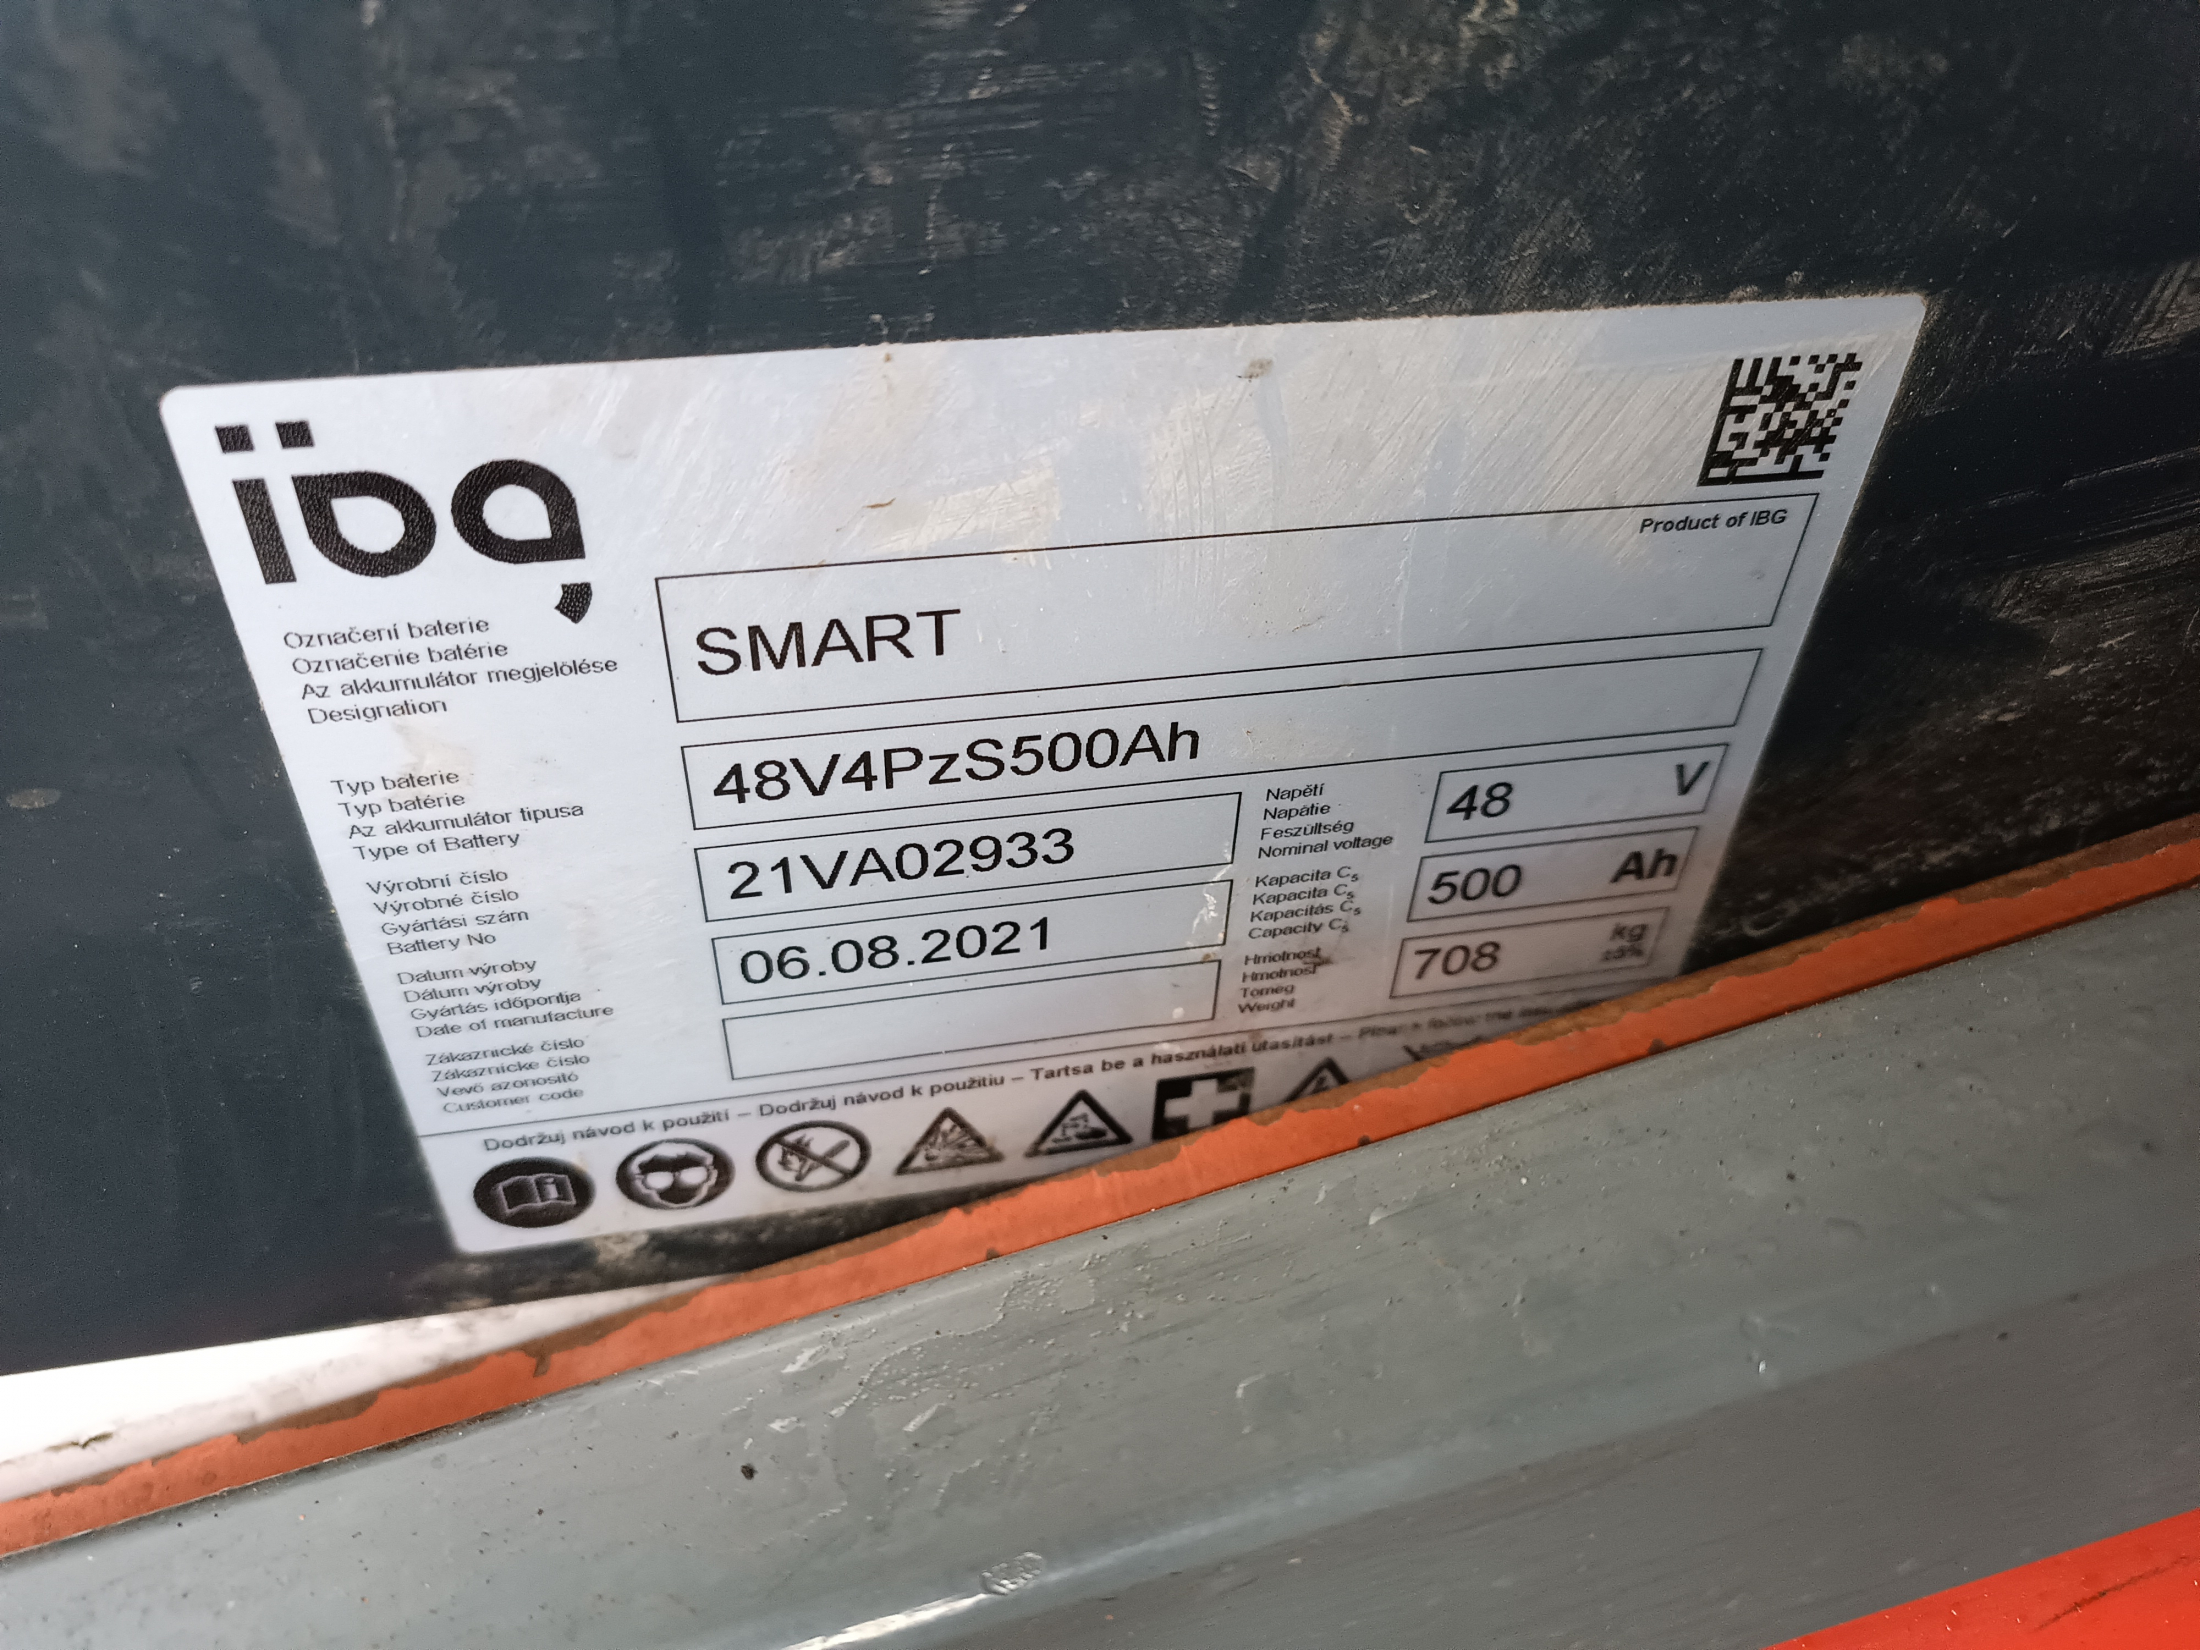 ibg
Product of IBG
Označení baterie
Označenie batérie
Az akkumulátor megjelölése
Designation
SMART
Typ baterie
Typ batérie
Az akkumulátor tipusa
Type of Battery
48V4PzS500Ah
Výrobní číslo
Výrobné číslo
Gyártási szám
Battery No
21VA02933
Napětí
Napätie
Feszültség
Nominal voltage
48 V
Datum výroby
Dátum výroby
Gyártás időpontja
Date of manufacture
06.08.2021
Kapacita C5
Kapacita C5
Kapacitás C5
Capacity C5
500 Ah
Zákaznické číslo
Zákaznícke číslo
Vevő azonosító
Customer code
Hmotnost
Hmotnosť
Tömeg
Weight
708 kg
±5%
Dodržuj návod k použití – Dodržuj návod k použitiu – Tartsa be a használati utasítást –